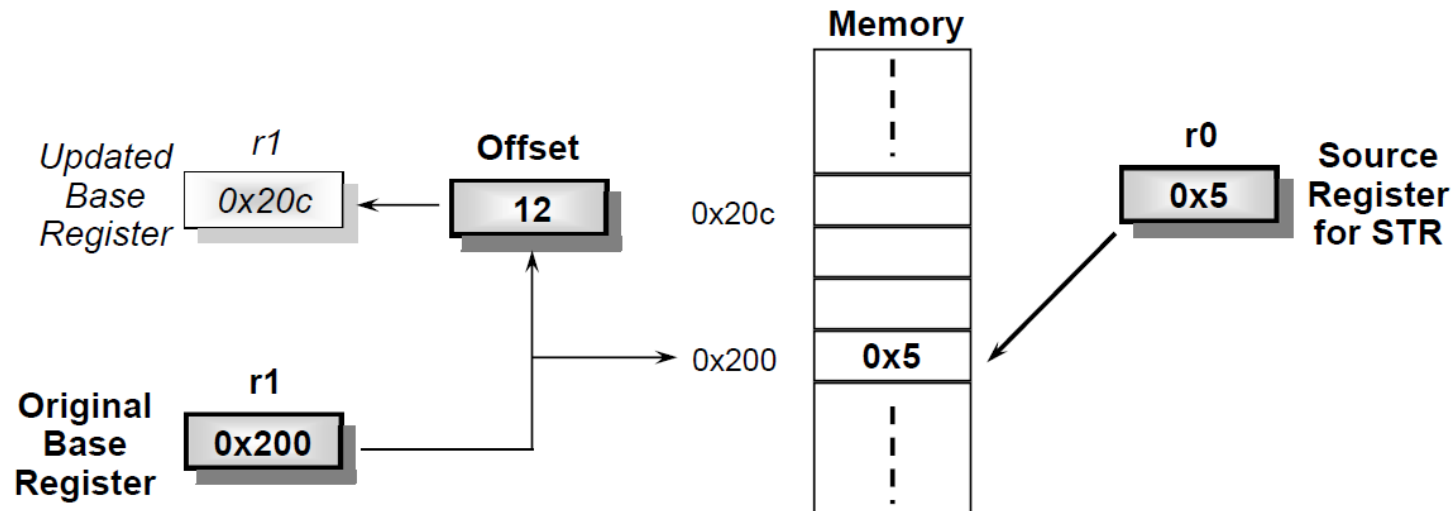 Memory
r1
Updated
Base
Register
0x20c
Offset
12
0x20c
r0
0x5
Source
Register
for STR
0x200
0x5
r1
Original
Base
Register
0x200